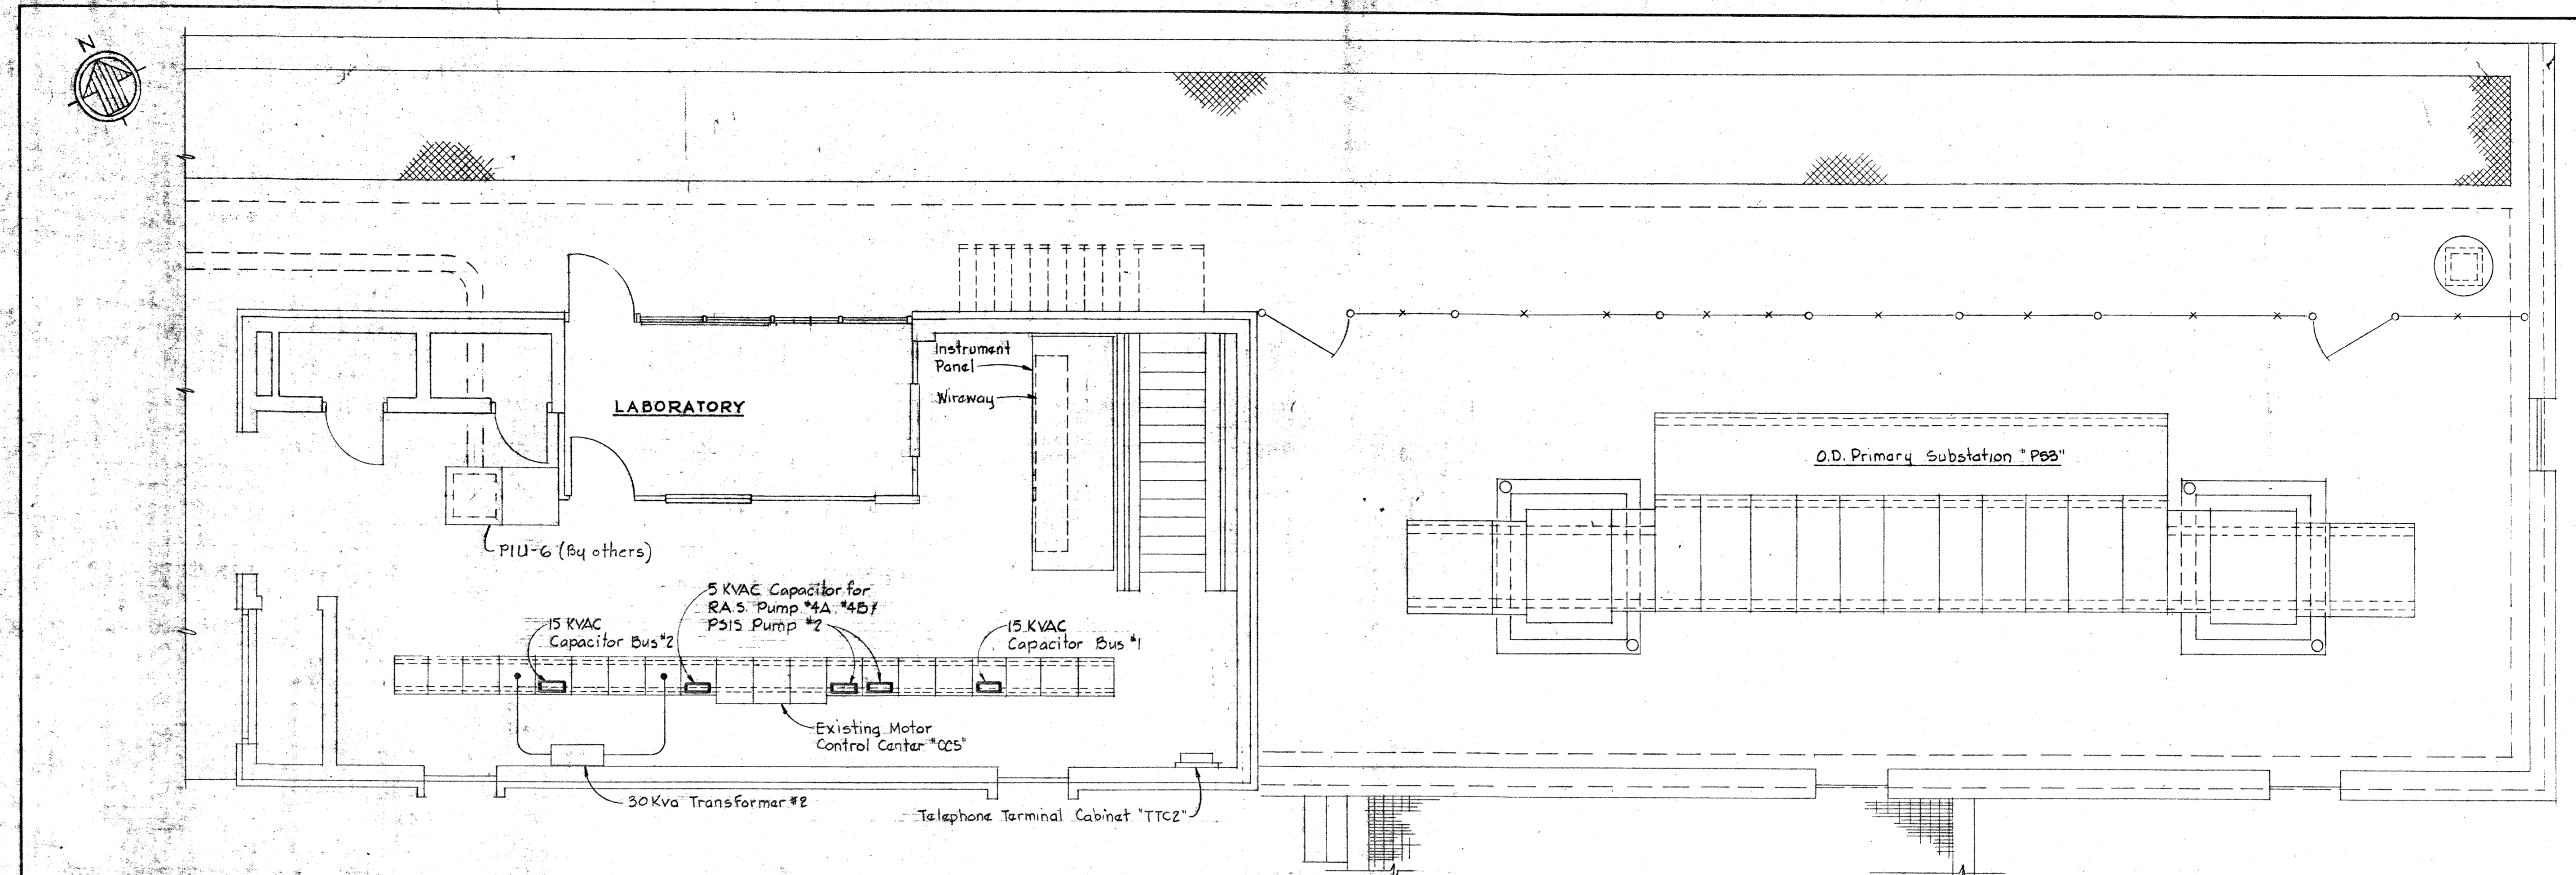 N
Instrument
Panel
Wireway
LABORATORY
O.D. Primary Substation "PS3"
PIU-6 (By others)
5 KVAC Capacitor for
R.A.S. Pump #4A, #4B &
PSIS Pump #2
15 KVAC
Capacitor Bus #2
15 KVAC
Capacitor Bus #1
Existing Motor
Control Center "CC5"
30 Kva Transformer #2
Telephone Terminal Cabinet "TTC2"